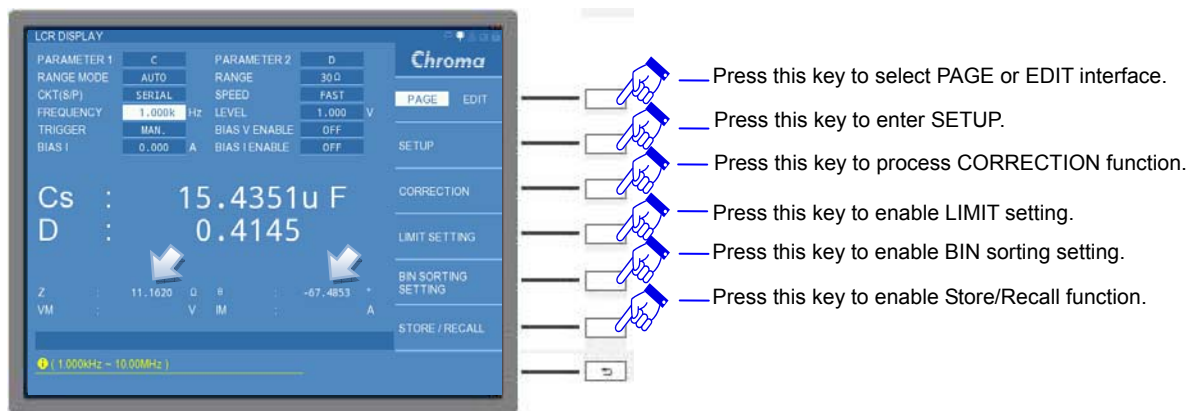 LCR DISPLAY
Chroma
PARAMETER 1 C PARAMETER 2 D
RANGE MODE AUTO RANGE 30 Ω
CKT(S/P) SERIAL SPEED FAST
FREQUENCY 1.000k Hz LEVEL 1.000 V
TRIGGER MAN. BIAS V ENABLE OFF
BIAS I 0.000 A BIAS I ENABLE OFF
Cs : 15.4351u F
D : 0.4145
Z : 11.1620 Ω θ : -67.4853 °
VM : V IM : A
( 1.000kHz ~ 10.00MHz )
PAGE EDIT
SETUP
CORRECTION
LIMIT SETTING
BIN SORTING
SETTING
STORE / RECALL
Press this key to select PAGE or EDIT interface.
Press this key to enter SETUP.
Press this key to process CORRECTION function.
Press this key to enable LIMIT setting.
Press this key to enable BIN sorting setting.
Press this key to enable Store/Recall function.